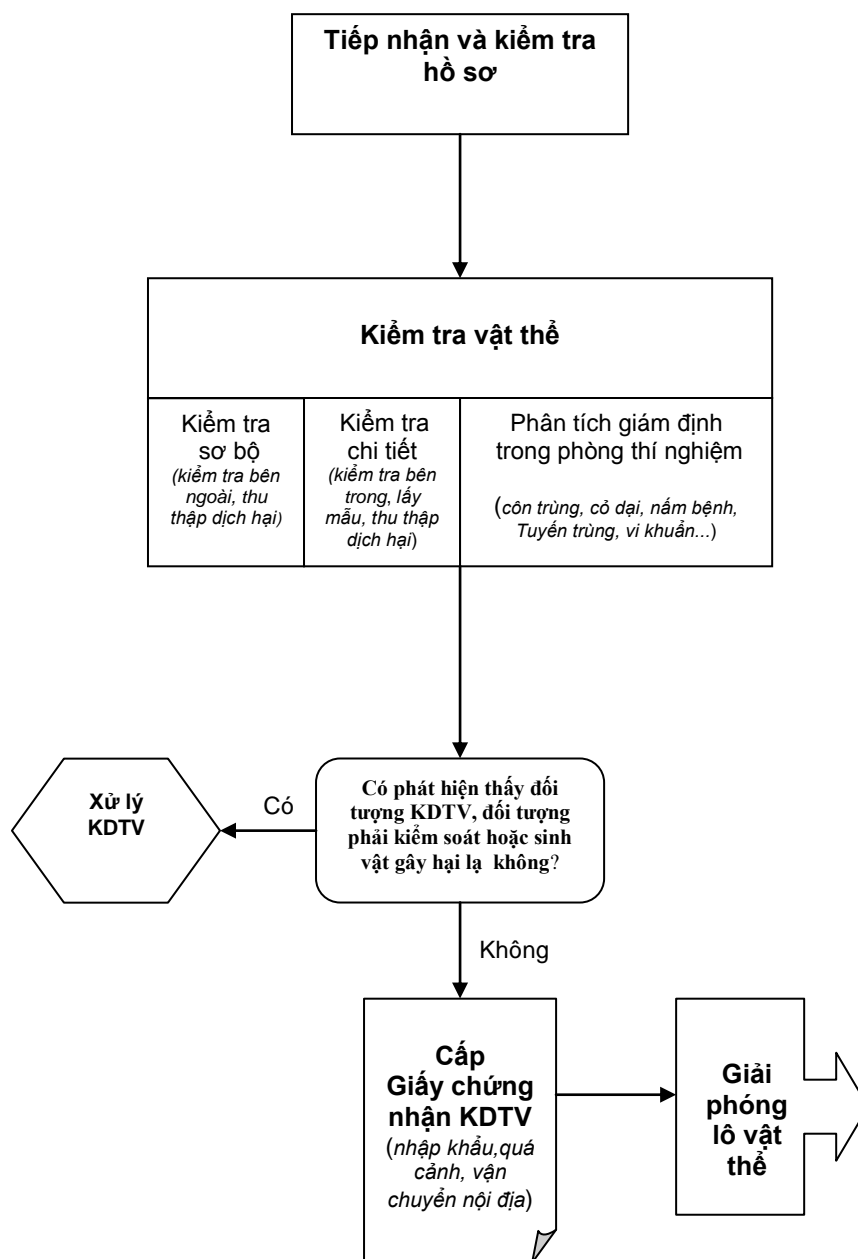 Tiếp nhận và kiểm tra
hồ sơ
Kiểm tra vật thể
Kiểm tra
sơ bộ
(kiểm tra bên
ngoài, thu
thập dịch hại)
Kiểm tra
chi tiết
(kiểm tra bên
trong, lấy
mẫu, thu thập
dịch hại)
Phân tích giám định
trong phòng thí nghiệm
(côn trùng, cỏ dại, nấm bệnh,
Tuyến trùng, vi khuẩn...)
Có phát hiện thấy đối
tượng KDTV, đối tượng
phải kiểm soát hoặc sinh
vật gây hại lạ không?
Có
Xử lý
KDTV
Không
Cấp
Giấy chứng
nhận KDTV
(nhập khẩu,quá
cảnh, vận
chuyển nội địa)
Giải
phóng
lô vật
thể